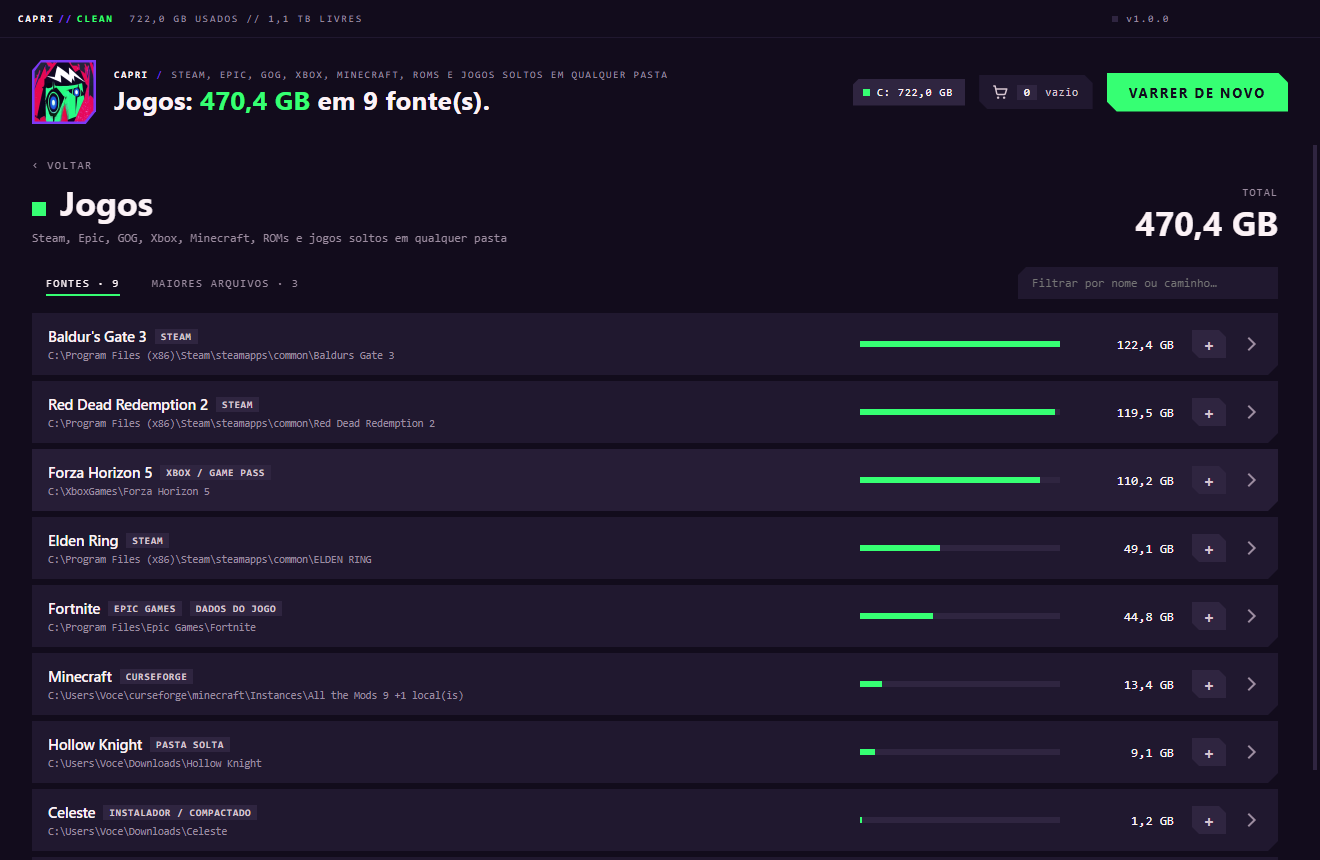 CAPRI // CLEAN 722,0 GB USADOS // 1,1 TB LIVRES
v1.0.0
CAPRI / STEAM, EPIC, GOG, XBOX, MINECRAFT, ROMS E JOGOS SOLTOS EM QUALQUER PASTA
Jogos: 470,4 GB em 9 fonte(s).
C: 722,0 GB
0 vazio
VARRER DE NOVO
‹ VOLTAR
Jogos
Steam, Epic, GOG, Xbox, Minecraft, ROMs e jogos soltos em qualquer pasta
TOTAL
470,4 GB
FONTES · 9
MAIORES ARQUIVOS · 3
Filtrar por nome ou caminho…
Baldur's Gate 3 STEAM
C:\Program Files (x86)\Steam\steamapps\common\Baldurs Gate 3
122,4 GB +
Red Dead Redemption 2 STEAM
C:\Program Files (x86)\Steam\steamapps\common\Red Dead Redemption 2
119,5 GB +
Forza Horizon 5 XBOX / GAME PASS
C:\XboxGames\Forza Horizon 5
110,2 GB +
Elden Ring STEAM
C:\Program Files (x86)\Steam\steamapps\common\ELDEN RING
49,1 GB +
Fortnite EPIC GAMES DADOS DO JOGO
C:\Program Files\Epic Games\Fortnite
44,8 GB +
Minecraft CURSEFORGE
C:\Users\Voce\curseforge\minecraft\Instances\All the Mods 9 +1 local(is)
13,4 GB +
Hollow Knight PASTA SOLTA
C:\Users\Voce\Downloads\Hollow Knight
9,1 GB +
Celeste INSTALADOR / COMPACTADO
C:\Users\Voce\Downloads\Celeste
1,2 GB +